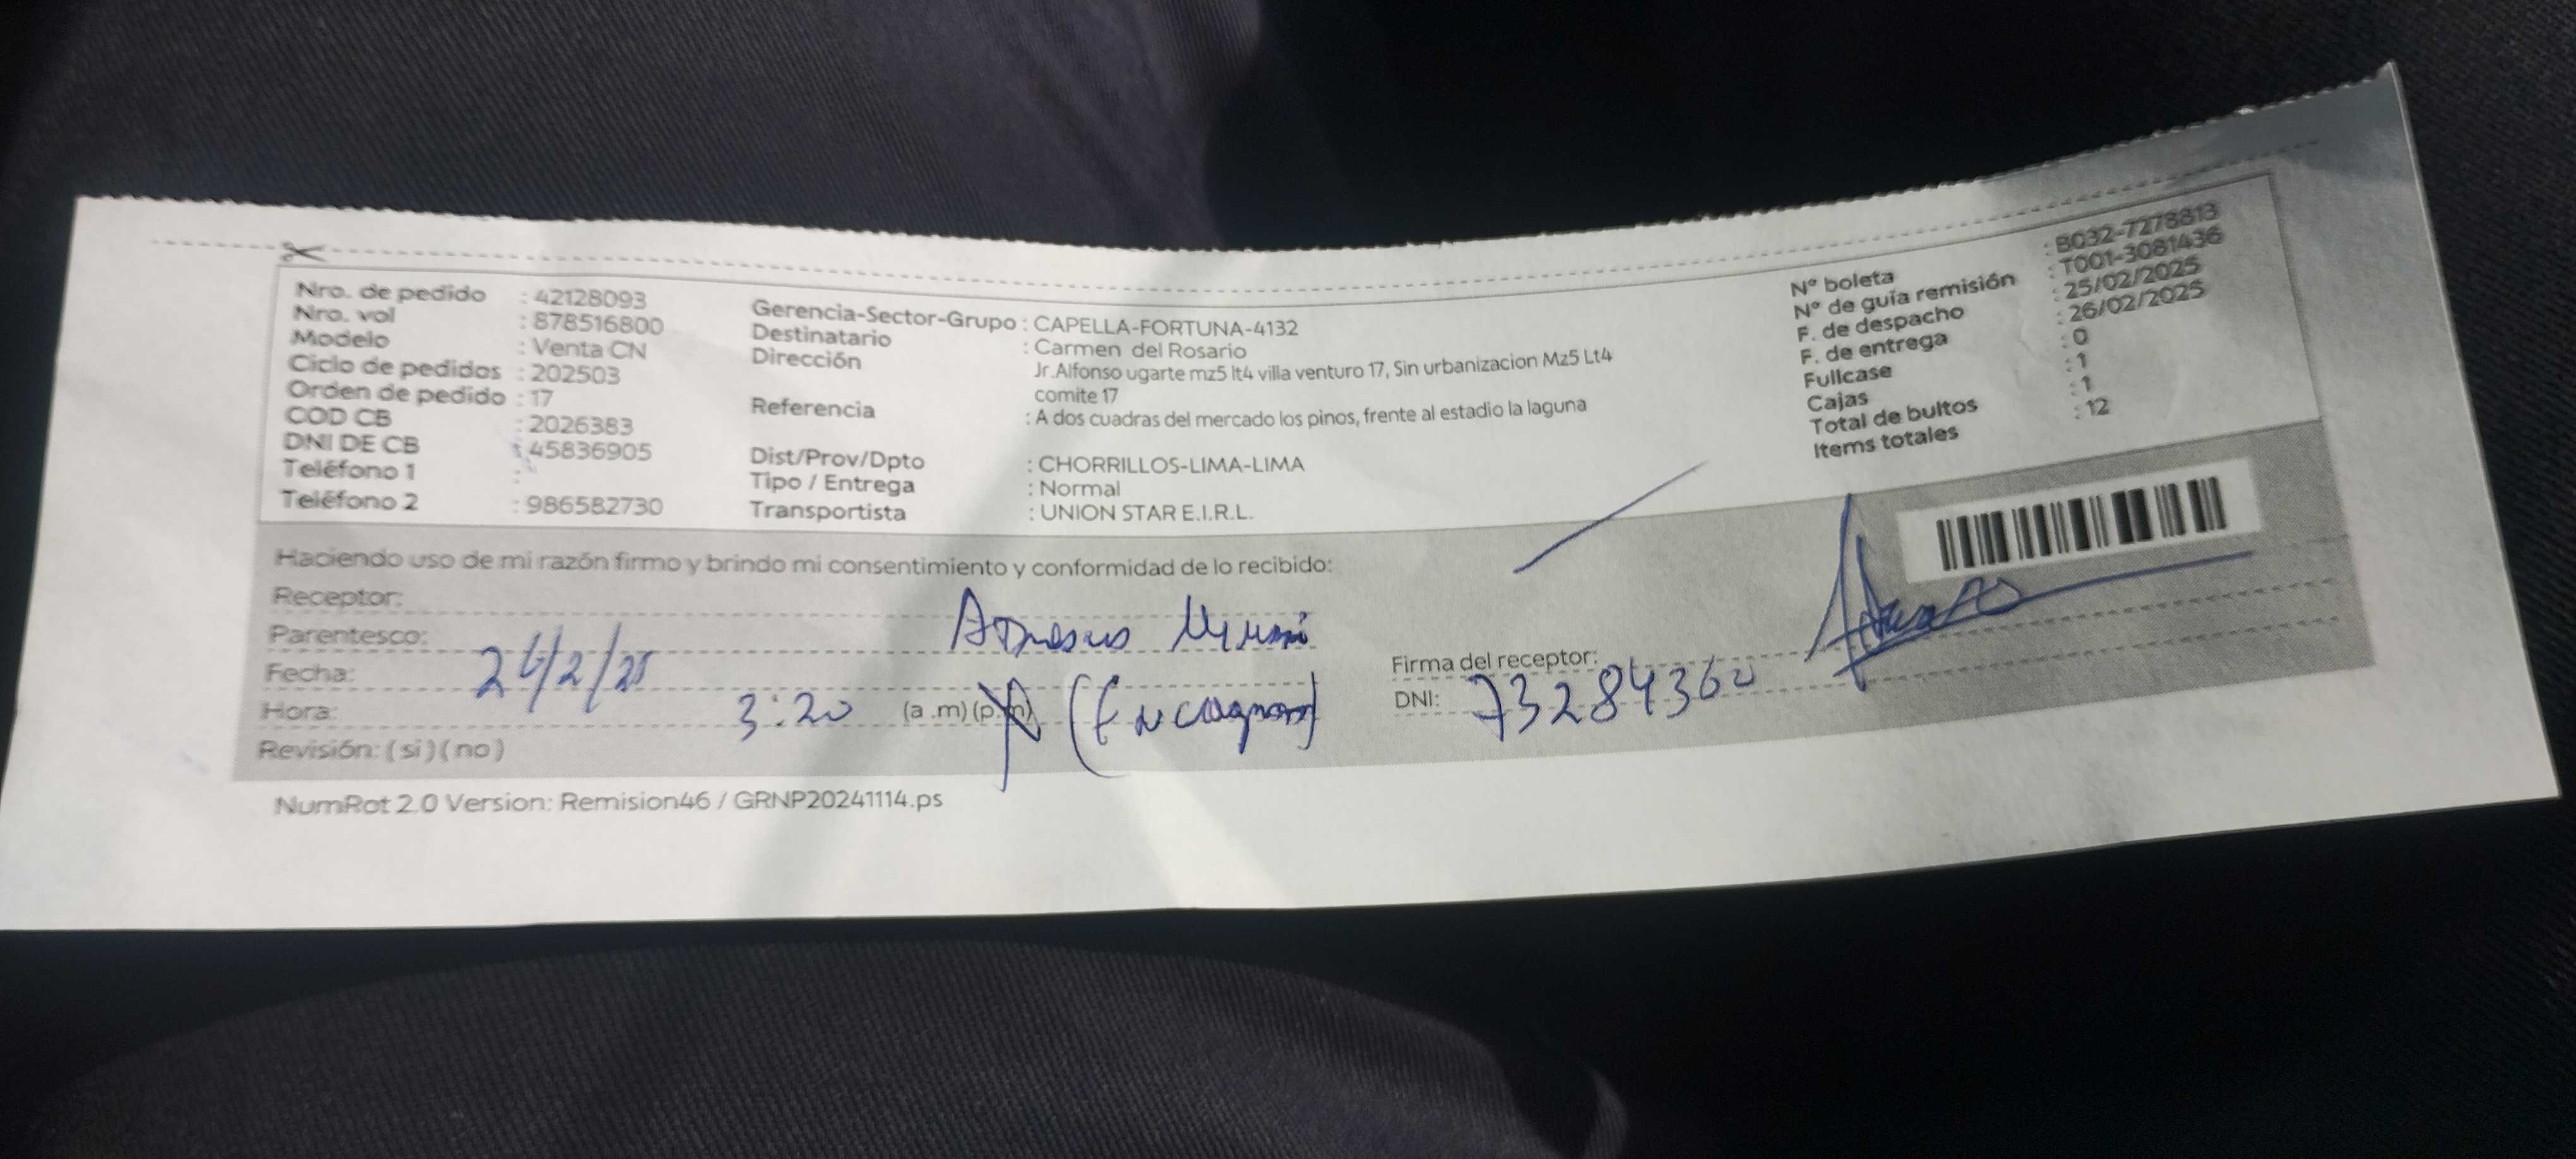 Nro. de pedido : 42128093
Nro. vol : 878516800
Modelo : Venta CN
Ciclo de pedidos : 202503
Orden de pedido : 17
COD CB : 2026383
DNI DE CB : 45836905
Teléfono 1 :
Teléfono 2 : 986582730
Gerencia-Sector-Grupo : CAPELLA-FORTUNA-4132
Destinatario : Carmen del Rosario
Dirección Jr.Alfonso ugarte mz5 lt4 villa venturo 17, Sin urbanizacion Mz5 Lt4
comite 17
Referencia : A dos cuadras del mercado los pinos, frente al estadio la laguna
Dist/Prov/Dpto : CHORRILLOS-LIMA-LIMA
Tipo / Entrega : Normal
Transportista : UNION STAR E.I.R.L.
N° boleta : B032-7278813
N° de guía remisión : T001-3081436
F. de despacho : 25/02/2025
F. de entrega : 26/02/2025
Fullcase : 0
Cajas : 1
Total de bultos : 1
Items totales : 12
Haciendo uso de mi razón firmo y brindo mi consentimiento y conformidad de lo recibido:
Receptor:
Parentesco:
Fecha: 26/2/25
Hora: 3:20 (a .m) (p.m)
Revisión: ( si ) ( no )
Firma del receptor:
DNI: 73284360
NumRot 2.0 Version: Remision46 / GRNP20241114.ps